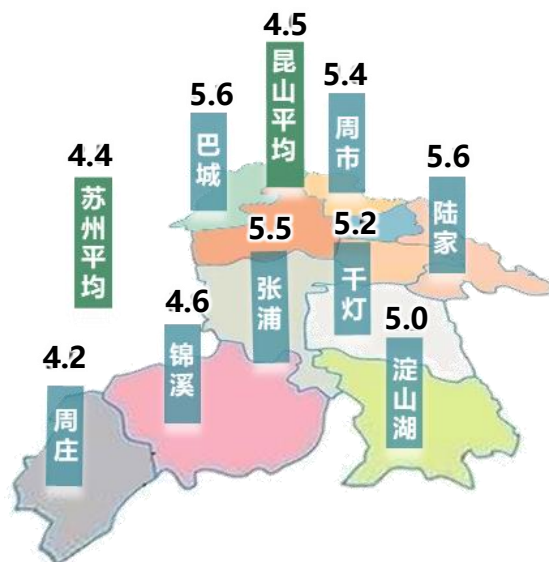 4.5
昆山平均
5.4
周市
5.6
巴城
4.4
苏州平均
5.6
陆家
5.5
张浦
5.2
千灯
5.0
淀山湖
4.6
锦溪
4.2
周庄